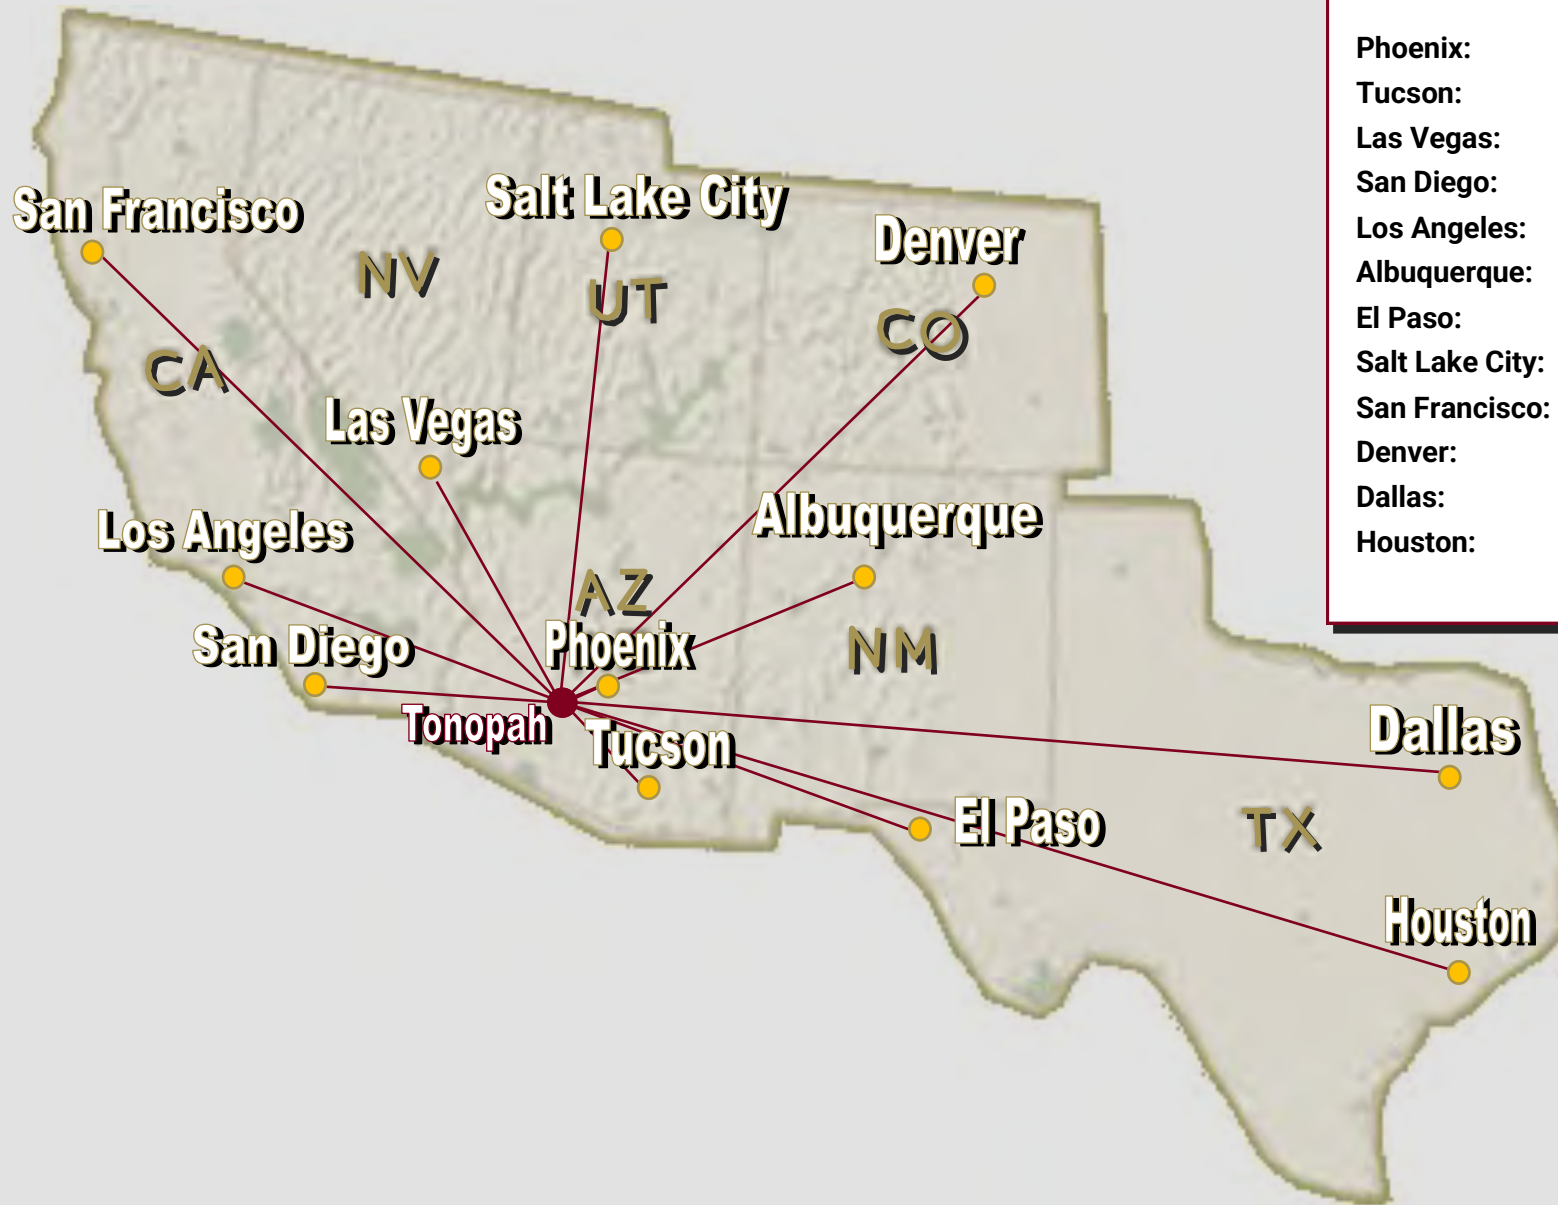 San Francisco
Salt Lake City
Denver
NV
UT
CO
CA
Las Vegas
Los Angeles
Albuquerque
AZ
San Diego
Phoenix
NM
Tonopah
Tucson
Dallas
El Paso
TX
Houston
Phoenix:
Tucson:
Las Vegas:
San Diego:
Los Angeles:
Albuquerque:
El Paso:
Salt Lake City:
San Francisco:
Denver:
Dallas:
Houston: